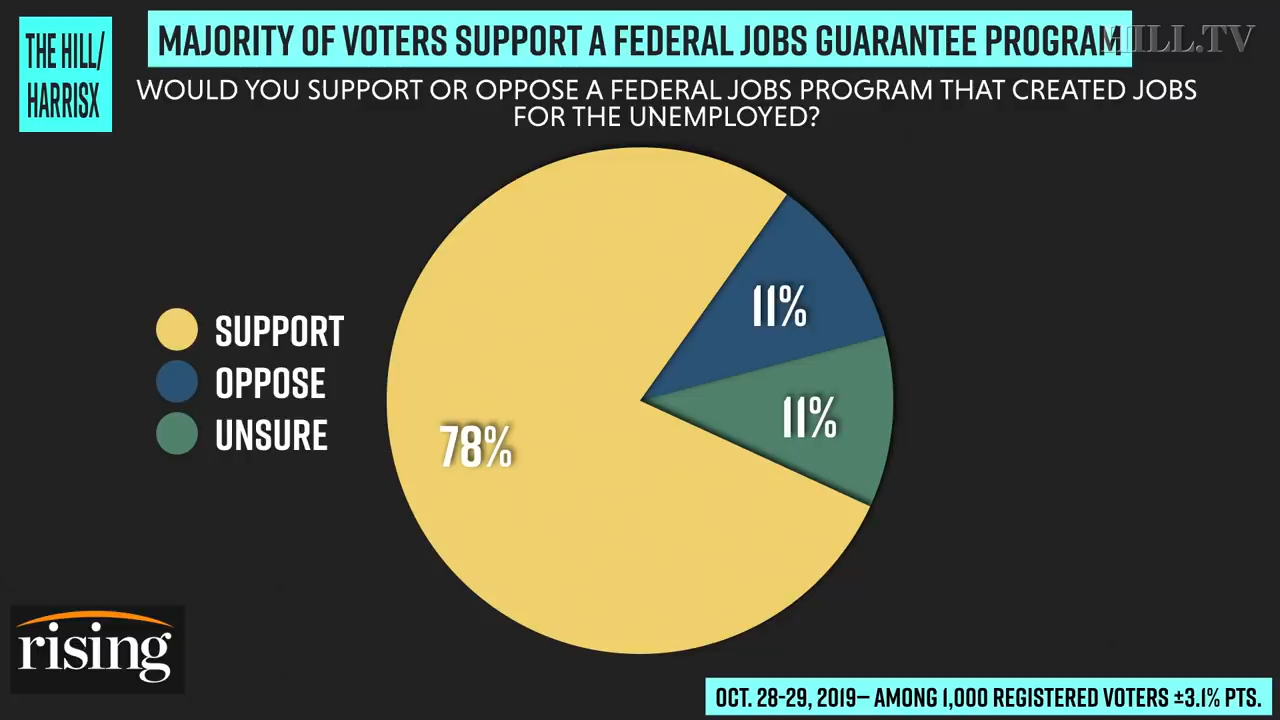 THE HILL/
HARRISX
MAJORITY OF VOTERS SUPPORT A FEDERAL JOBS GUARANTEE PROGRAM
HILL.TV
WOULD YOU SUPPORT OR OPPOSE A FEDERAL JOBS PROGRAM THAT CREATED JOBS
FOR THE UNEMPLOYED?
SUPPORT
OPPOSE
UNSURE
11%
11%
78%
rising
OCT. 28-29, 2019– AMONG 1,000 REGISTERED VOTERS ±3.1% PTS.